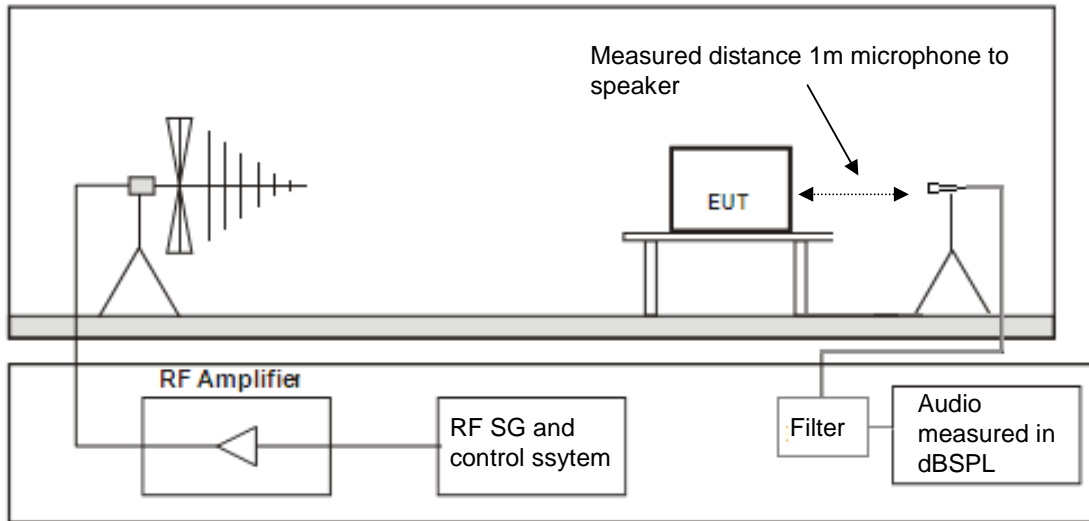 Measured distance 1m microphone to
speaker
EUT
RF Amplifier
RF SG and
control ssytem
Filter
Audio
measured in
dBSPL